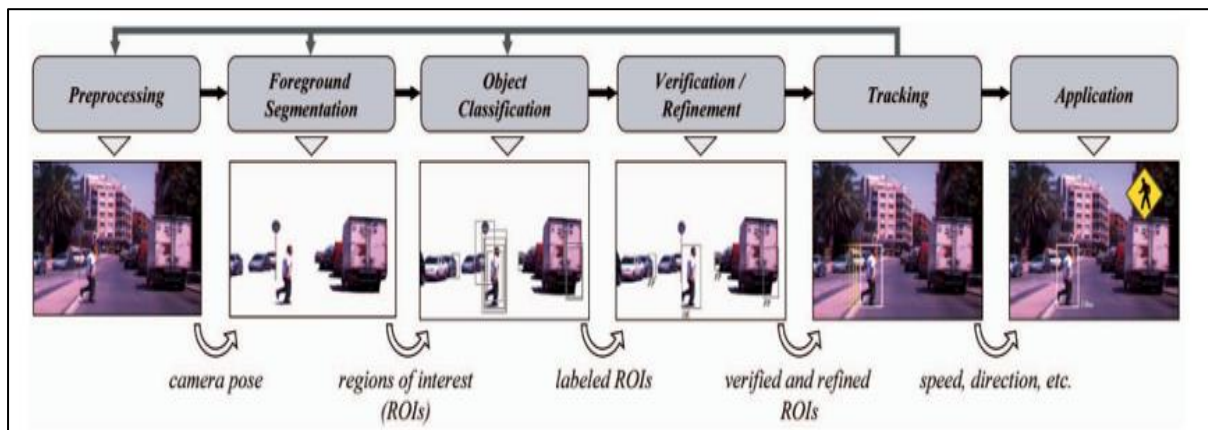 Preprocessing
Foreground
Segmentation
Object
Classification
Verification /
Refinement
Tracking
Application
camera pose
regions of interest
(ROIs)
labeled ROIs
verified and refined
ROIs
speed, direction, etc.